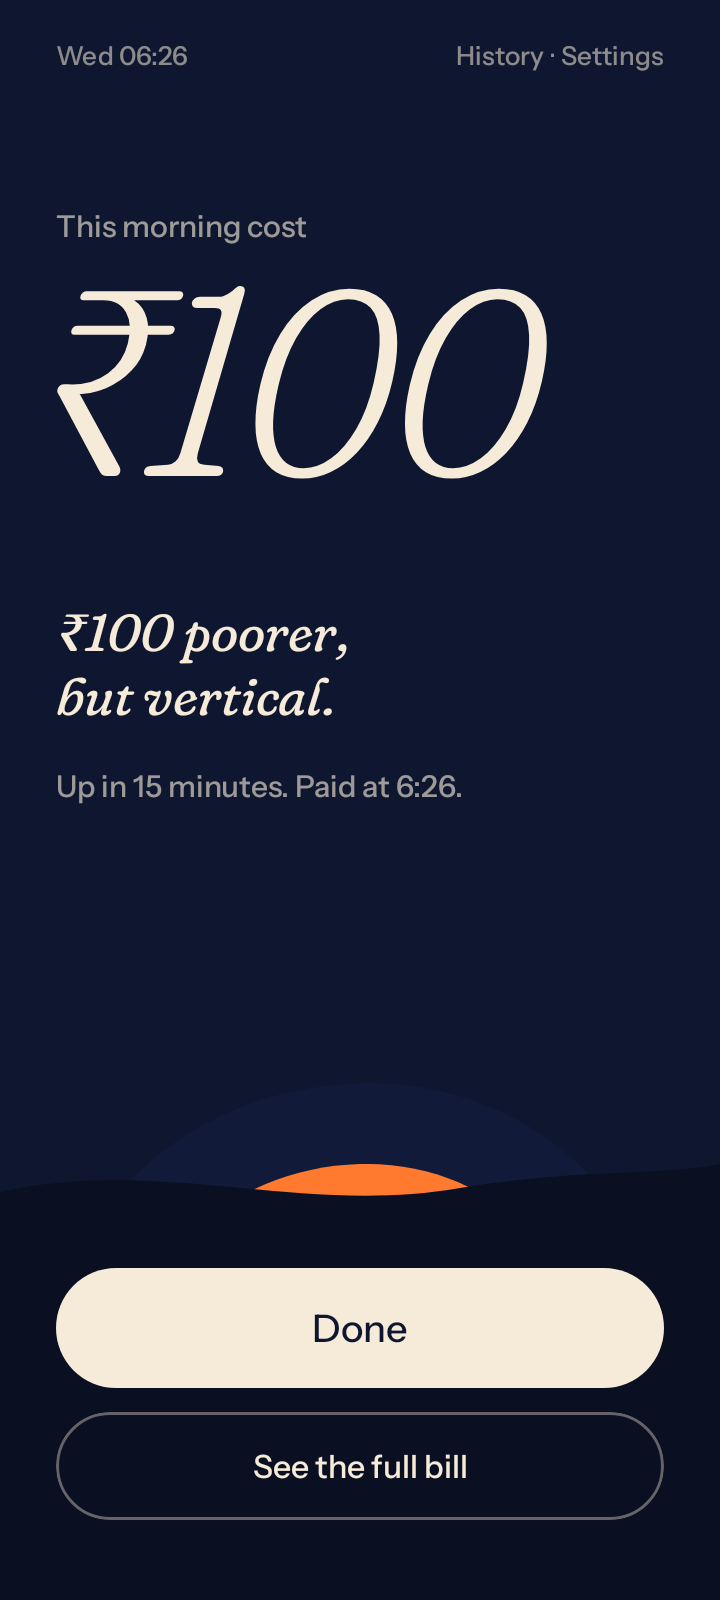 Wed 06:26
History · Settings
This morning cost
₹100
₹100 poorer,
but vertical.
Up in 15 minutes. Paid at 6:26.
Done
See the full bill